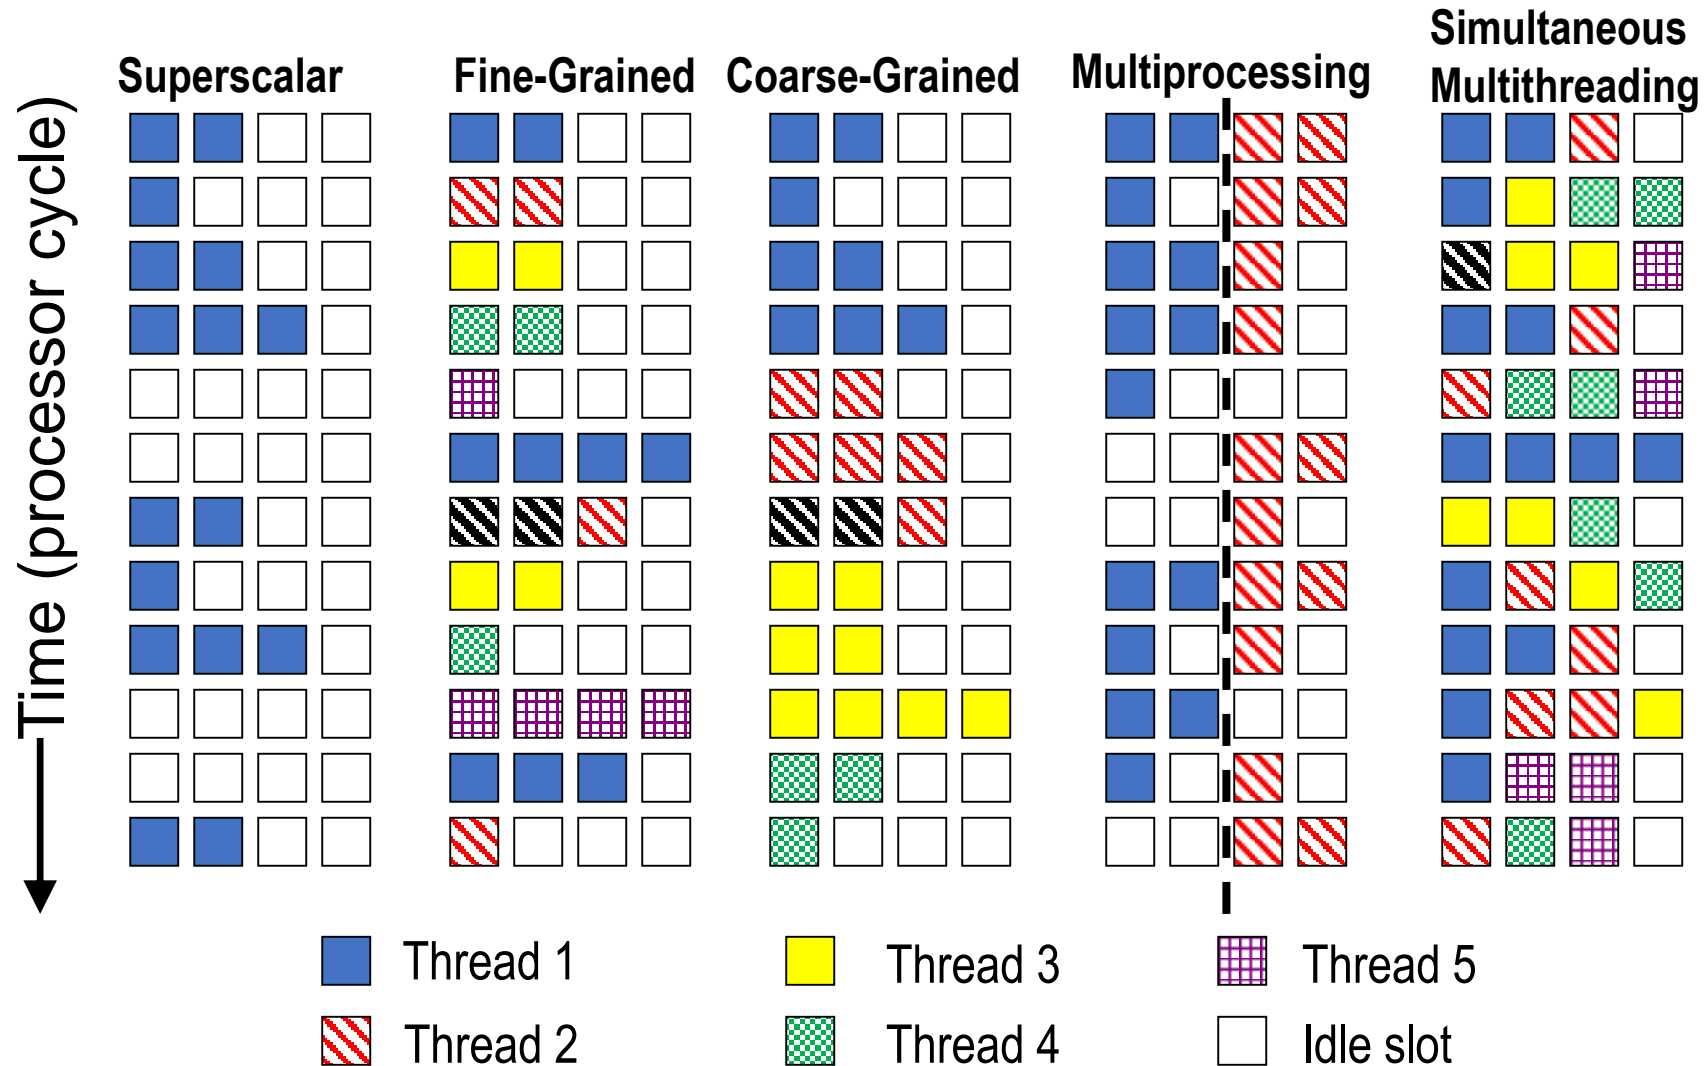 Simultaneous
Multithreading
Superscalar
Fine-Grained
Coarse-Grained
Multiprocessing
Time (processor cycle)
Thread 1
Thread 3
Thread 5
Thread 2
Thread 4
Idle slot